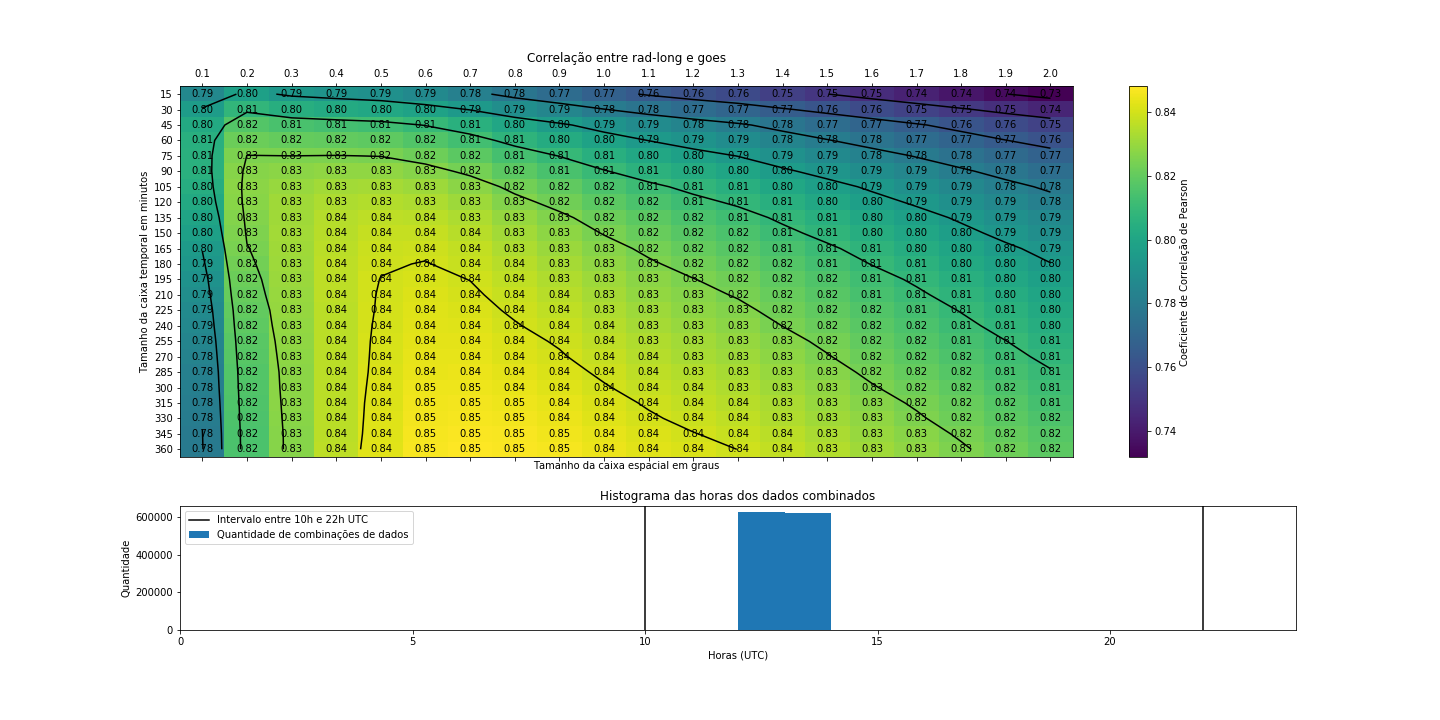 Correlação entre rad-long e goes
0.1 0.2 0.3 0.4 0.5 0.6 0.7 0.8 0.9 1.0 1.1 1.2 1.3 1.4 1.5 1.6 1.7 1.8 1.9 2.0
15 0.79 0.80 0.79 0.79 0.79 0.79 0.78 0.78 0.77 0.77 0.76 0.76 0.76 0.75 0.75 0.74 0.74 0.74 0.74 0.73
30 0.80 0.81 0.80 0.80 0.80 0.80 0.79 0.79 0.79 0.78 0.78 0.77 0.77 0.76 0.76 0.76 0.75 0.75 0.75 0.74
45 0.80 0.82 0.81 0.81 0.81 0.81 0.81 0.80 0.80 0.79 0.79 0.78 0.78 0.78 0.77 0.77 0.77 0.76 0.76 0.75
60 0.81 0.82 0.82 0.82 0.82 0.82 0.81 0.81 0.80 0.80 0.79 0.79 0.79 0.78 0.78 0.78 0.77 0.77 0.77 0.76
75 0.81 0.83 0.83 0.83 0.82 0.82 0.82 0.81 0.81 0.81 0.80 0.80 0.79 0.79 0.79 0.78 0.78 0.78 0.77 0.77
90 0.81 0.83 0.83 0.83 0.83 0.83 0.82 0.82 0.81 0.81 0.81 0.80 0.80 0.80 0.79 0.79 0.79 0.78 0.78 0.77
105 0.80 0.83 0.83 0.83 0.83 0.83 0.83 0.82 0.82 0.82 0.81 0.81 0.81 0.80 0.80 0.79 0.79 0.79 0.78 0.78
120 0.80 0.83 0.83 0.83 0.83 0.83 0.83 0.83 0.82 0.82 0.82 0.81 0.81 0.81 0.80 0.80 0.79 0.79 0.79 0.78
135 0.80 0.83 0.83 0.84 0.84 0.84 0.83 0.83 0.83 0.82 0.82 0.82 0.81 0.81 0.81 0.80 0.80 0.79 0.79 0.79
150 0.80 0.83 0.83 0.84 0.84 0.84 0.84 0.83 0.83 0.82 0.82 0.82 0.82 0.81 0.81 0.80 0.80 0.80 0.79 0.79
165 0.80 0.82 0.83 0.84 0.84 0.84 0.84 0.83 0.83 0.83 0.82 0.82 0.82 0.81 0.81 0.81 0.80 0.80 0.80 0.79
180 0.79 0.82 0.83 0.84 0.84 0.84 0.84 0.84 0.83 0.83 0.83 0.82 0.82 0.82 0.81 0.81 0.81 0.80 0.80 0.80
195 0.79 0.82 0.83 0.84 0.84 0.84 0.84 0.84 0.84 0.83 0.83 0.83 0.82 0.82 0.82 0.81 0.81 0.81 0.80 0.80
210 0.79 0.82 0.83 0.84 0.84 0.84 0.84 0.84 0.84 0.83 0.83 0.83 0.82 0.82 0.82 0.81 0.81 0.81 0.80 0.80
225 0.79 0.82 0.83 0.84 0.84 0.84 0.84 0.84 0.84 0.84 0.83 0.83 0.83 0.82 0.82 0.82 0.81 0.81 0.81 0.80
240 0.79 0.82 0.83 0.84 0.84 0.84 0.84 0.84 0.84 0.84 0.83 0.83 0.83 0.82 0.82 0.82 0.82 0.81 0.81 0.80
255 0.78 0.82 0.83 0.84 0.84 0.84 0.84 0.84 0.84 0.84 0.83 0.83 0.83 0.83 0.82 0.82 0.82 0.81 0.81 0.81
270 0.78 0.82 0.83 0.84 0.84 0.84 0.84 0.84 0.84 0.84 0.84 0.83 0.83 0.83 0.83 0.82 0.82 0.82 0.81 0.81
285 0.78 0.82 0.83 0.84 0.84 0.84 0.84 0.84 0.84 0.84 0.84 0.83 0.83 0.83 0.83 0.82 0.82 0.82 0.81 0.81
300 0.78 0.82 0.83 0.84 0.84 0.85 0.85 0.84 0.84 0.84 0.84 0.84 0.83 0.83 0.83 0.83 0.82 0.82 0.82 0.81
315 0.78 0.82 0.83 0.84 0.84 0.85 0.85 0.85 0.84 0.84 0.84 0.84 0.83 0.83 0.83 0.83 0.82 0.82 0.82 0.81
330 0.78 0.82 0.83 0.84 0.84 0.85 0.85 0.85 0.84 0.84 0.84 0.84 0.84 0.83 0.83 0.83 0.83 0.82 0.82 0.82
345 0.78 0.82 0.83 0.84 0.84 0.85 0.85 0.85 0.85 0.84 0.84 0.84 0.84 0.84 0.83 0.83 0.83 0.82 0.82 0.82
360 0.78 0.82 0.83 0.84 0.84 0.85 0.85 0.85 0.85 0.84 0.84 0.84 0.84 0.84 0.83 0.83 0.83 0.83 0.82 0.82
Tamanho da caixa temporal em minutos
Tamanho da caixa espacial em graus
0.84
0.82
0.80
0.78
0.76
0.74
Coeficiente de Correlação de Pearson
Histograma das horas dos dados combinados
Intervalo entre 10h e 22h UTC
Quantidade de combinações de dados
600000
400000
200000
0
Quantidade
0 5 10 15 20
Horas (UTC)